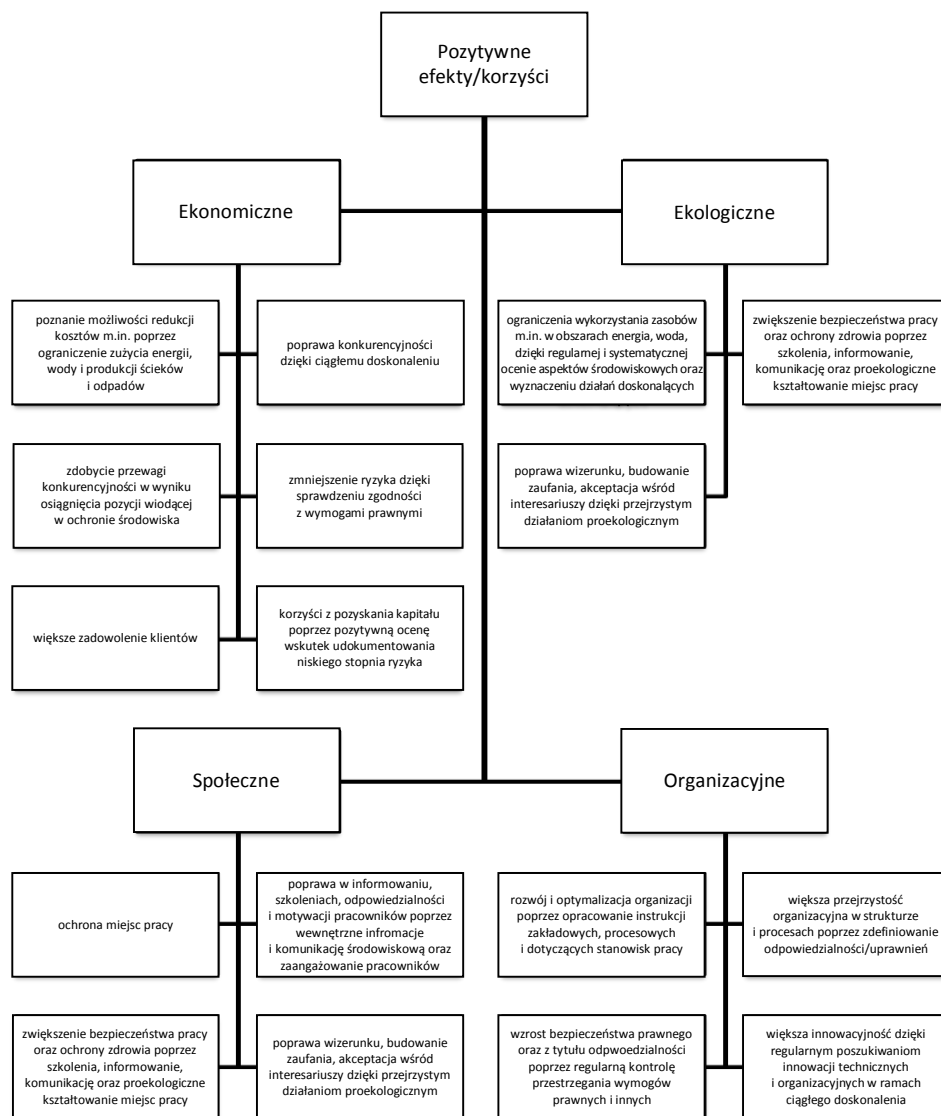 Pozytywne
efekty/korzyści
Ekonomiczne
Ekologiczne
poznanie możliwości redukcji
kosztów m.in. poprzez
ograniczenie zużycia energii,
wody i produkcji ścieków
i odpadów
poprawa konkurencyjności
dzięki ciągłemu doskonaleniu
ograniczenia wykorzystania zasobów
m.in. w obszarach energia, woda,
dzięki regularnej i systematycznej
ocenie aspektów środowiskowych oraz
wyznaczeniu działań doskonalących
zwiększenie bezpieczeństwa pracy
oraz ochrony zdrowia poprzez
szkolenia, informowanie,
komunikację oraz proekologiczne
kształtowanie miejsc pracy
zdobycie przewagi
konkurencyjności w wyniku
osiągnięcia pozycji wiodącej
w ochronie środowiska
zmniejszenie ryzyka dzięki
sprawdzeniu zgodności
z wymogami prawnymi
poprawa wizerunku, budowanie
zaufania, akceptacja wśród
interesariuszy dzięki przejrzystym
działaniom proekologicznym
większe zadowolenie klientów
korzyści z pozyskania kapitału
poprzez pozytywną ocenę
wskutek udokumentowania
niskiego stopnia ryzyka
Społeczne
Organizacyjne
ochrona miejsc pracy
poprawa w informowaniu,
szkoleniach, odpowiedzialności
i motywacji pracowników poprzez
wewnętrzne infromacje
i komunikację środowiskową oraz
zaangażowanie pracowników
rozwój i optymalizacja organizacji
poprzez opracowanie instrukcji
zakładowych, procesowych
i dotyczących stanowisk pracy
większa przejrzystość
organizacyjna w strukturze
i procesach poprzez zdefiniowanie
odpowiedzialności/uprawnień
zwiększenie bezpieczeństwa pracy
oraz ochrony zdrowia poprzez
szkolenia, informowanie,
komunikację oraz proekologiczne
kształtowanie miejsc pracy
poprawa wizerunku, budowanie
zaufania, akceptacja wśród
interesariuszy dzięki przejrzystym
działaniom proekologicznym
wzrost bezpieczeństwa prawnego
oraz z tytułu odpwoedzialności
poprzez regularną kontrolę
przestrzegania wymogów
prawnych i innych
większa innowacyjność dzięki
regularnym poszukiwaniom
innowacji technicznych
i organizacyjnych w ramach
ciągłego doskonalenia